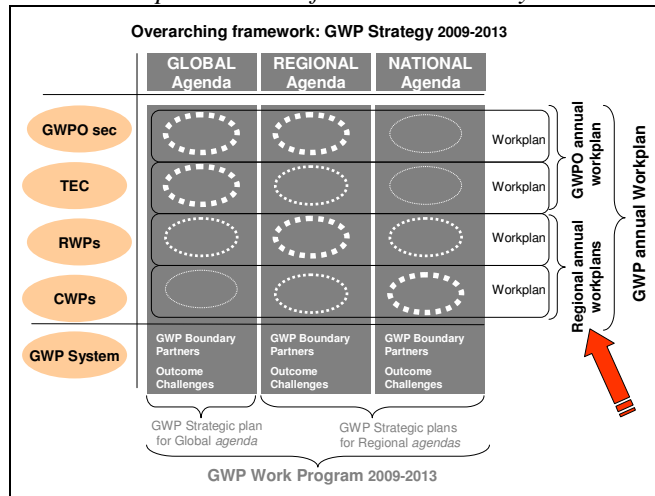 Overarching framework: GWP Strategy 2009-2013
GLOBAL
Agenda
REGIONAL
Agenda
NATIONAL
Agenda
GWPO sec
Workplan
TEC
Workplan
RWPs
Workplan
CWPs
Workplan
GWPO annual
workplan
Regional annual
workplans
GWP annual Workplan
GWP System
GWP Boundary
Partners
Outcome
Challenges
GWP Boundary
Partners
Outcome
Challenges
GWP Boundary
Partners
Outcome
Challenges
GWP Strategic plan
for Global agenda
GWP Strategic plans
for Regional agendas
GWP Work Program 2009-2013